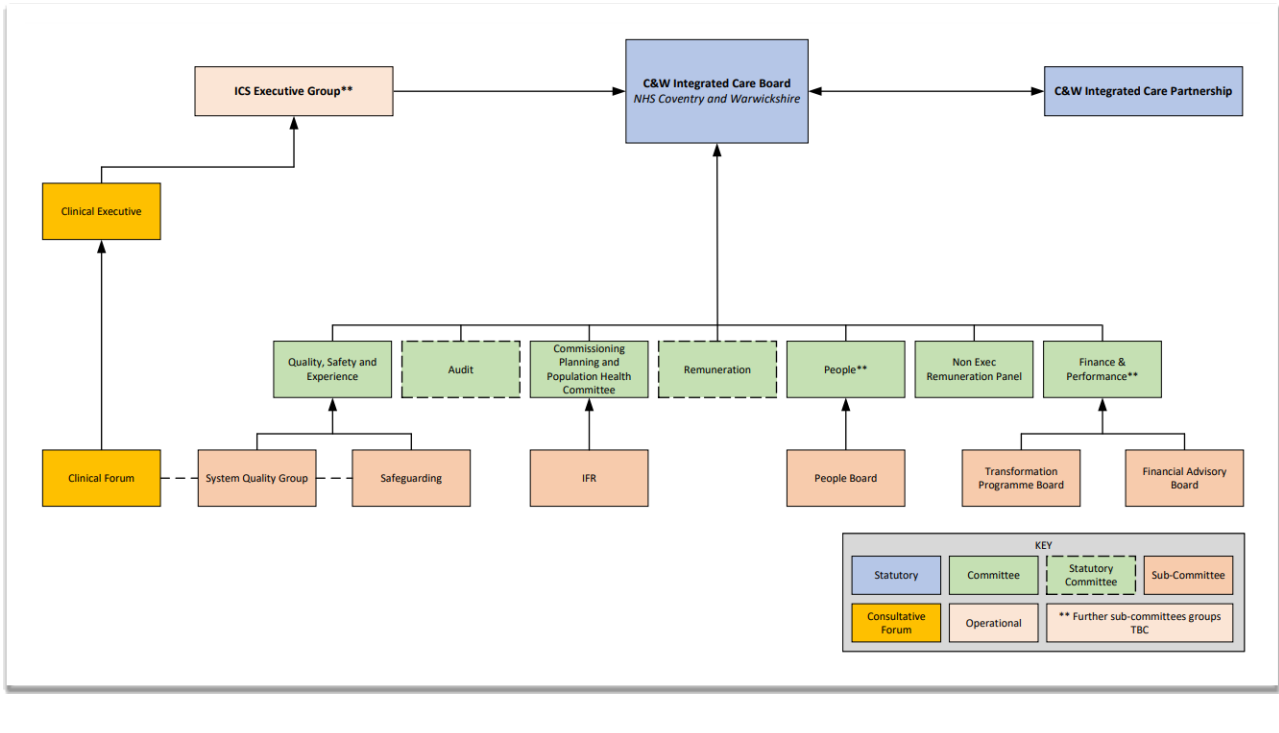 C&W Integrated Care Board
NHS Coventry and Warwickshire
ICS Executive Group**
C&W Integrated Care Partnership
Clinical Executive
Quality, Safety and
Experience
Audit
Commissioning
Planning and
Population Health
Committee
Remuneration
People**
Non Exec
Remuneration Panel
Finance &
Performance**
Clinical Forum
System Quality Group
Safeguarding
IFR
People Board
Transformation
Programme Board
Financial Advisory
Board
KEY
Statutory
Committee
Statutory
Committee
Sub-Committee
Consultative
Forum
Operational
** Further sub-committees groups
TBC